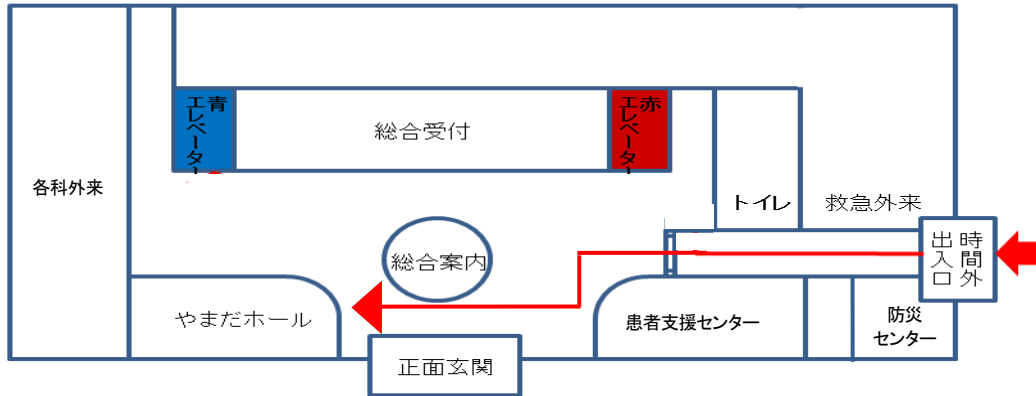 青
エレベーター
総合受付
赤
エレベーター
各科外来
トイレ
救急外来
時間外
出入口
総合案内
やまだホール
患者支援センター
防災
センター
正面玄関